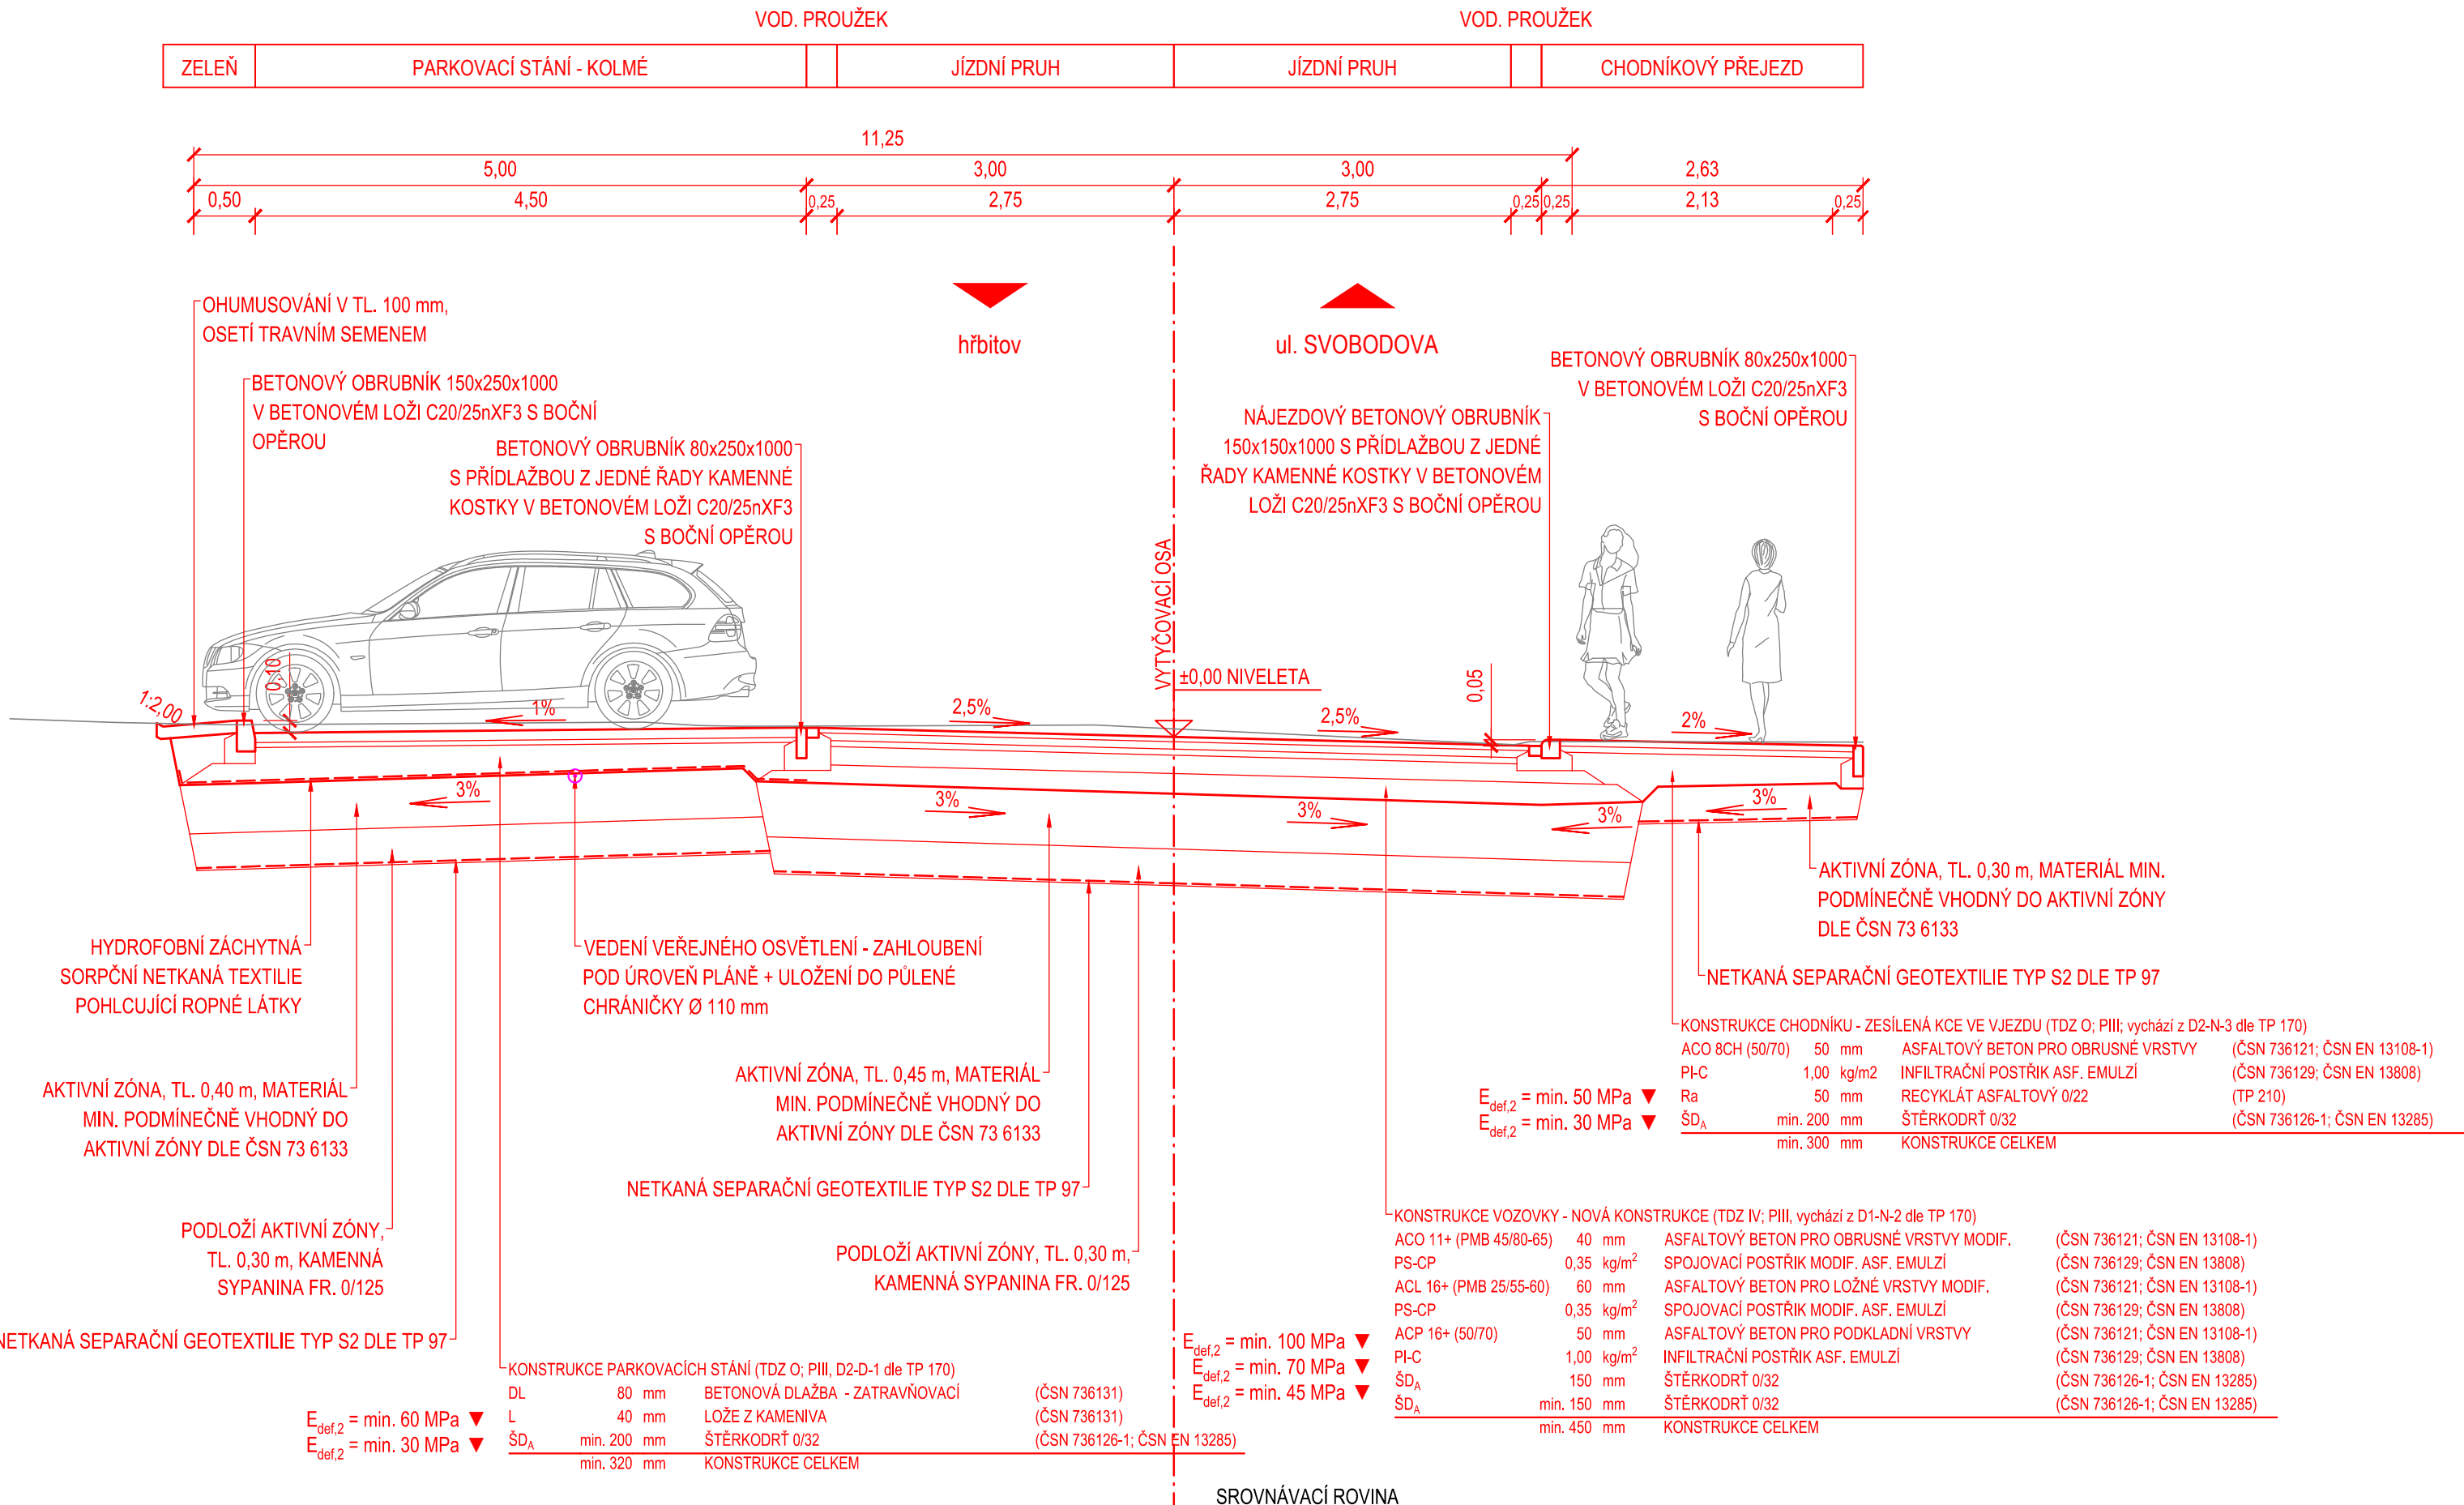 VOD. PROUŽEK VOD. PROUŽEK
ZELEŇ PARKOVACÍ STÁNÍ - KOLMÉ JÍZDNÍ PRUH JÍZDNÍ PRUH CHODNÍKOVÝ PŘEJEZD
11,25
5,00 3,00 3,00 2,63
0,50 4,50 0,25 2,75 2,75 0,25 0,25 2,13 0,25
OHUMUSOVÁNÍ V TL. 100 mm,
OSETÍ TRAVNÍM SEMENEM
hřbitov
ul. SVOBODOVA
BETONOVÝ OBRUBNÍK 150x250x1000
V BETONOVÉM LOŽI C20/25nXF3 S BOČNÍ
OPĚROU
BETONOVÝ OBRUBNÍK 80x250x1000
S PŘÍDLAŽBOU Z JEDNÉ ŘADY KAMENNÉ
KOSTKY V BETONOVÉM LOŽI C20/25nXF3
S BOČNÍ OPĚROU
NÁJEZDOVÝ BETONOVÝ OBRUBNÍK
150x150x1000 S PŘÍDLAŽBOU Z JEDNÉ
ŘADY KAMENNÉ KOSTKY V BETONOVÉM
LOŽI C20/25nXF3 S BOČNÍ OPĚROU
BETONOVÝ OBRUBNÍK 80x250x1000
V BETONOVÉM LOŽI C20/25nXF3
S BOČNÍ OPĚROU
VYTYČOVACÍ OSA
±0,00 NIVELETA
0,10
0,05
1:2,00
1% 2,5% 2,5% 2%
3% 3% 3% 3% 3%
HYDROFOBNÍ ZÁCHYTNÁ
SORPČNÍ NETKANÁ TEXTILIE
POHLCUJÍCÍ ROPNÉ LÁTKY
VEDENÍ VEŘEJNÉHO OSVĚTLENÍ - ZAHLOUBENÍ
POD ÚROVEŇ PLÁNĚ + ULOŽENÍ DO PŮLENÉ
CHRÁNIČKY Ø 110 mm
AKTIVNÍ ZÓNA, TL. 0,30 m, MATERIÁL MIN.
PODMÍNEČNĚ VHODNÝ DO AKTIVNÍ ZÓNY
DLE ČSN 73 6133
NETKANÁ SEPARAČNÍ GEOTEXTILIE TYP S2 DLE TP 97
AKTIVNÍ ZÓNA, TL. 0,40 m, MATERIÁL
MIN. PODMÍNEČNĚ VHODNÝ DO
AKTIVNÍ ZÓNY DLE ČSN 73 6133
AKTIVNÍ ZÓNA, TL. 0,45 m, MATERIÁL
MIN. PODMÍNEČNĚ VHODNÝ DO
AKTIVNÍ ZÓNY DLE ČSN 73 6133
NETKANÁ SEPARAČNÍ GEOTEXTILIE TYP S2 DLE TP 97
KONSTRUKCE CHODNÍKU - ZESÍLENÁ KCE VE VJEZDU (TDZ O; PIII; vychází z D2-N-3 dle TP 170)
ACO 8CH (50/70) 50 mm ASFALTOVÝ BETON PRO OBRUSNÉ VRSTVY (ČSN 736121; ČSN EN 13108-1)
PI-C 1,00 kg/m2 INFILTRAČNÍ POSTŘIK ASF. EMULZÍ (ČSN 736129; ČSN EN 13808)
Edef,2 = min. 50 MPa ▼ Ra 50 mm RECYKLÁT ASFALTOVÝ 0/22 (TP 210)
Edef,2 = min. 30 MPa ▼ ŠDA min. 200 mm ŠTĚRKODRŤ 0/32 (ČSN 736126-1; ČSN EN 13285)
min. 300 mm KONSTRUKCE CELKEM
PODLOŽÍ AKTIVNÍ ZÓNY,
TL. 0,30 m, KAMENNÁ
SYPANINA FR. 0/125
PODLOŽÍ AKTIVNÍ ZÓNY, TL. 0,30 m,
KAMENNÁ SYPANINA FR. 0/125
NETKANÁ SEPARAČNÍ GEOTEXTILIE TYP S2 DLE TP 97
KONSTRUKCE VOZOVKY - NOVÁ KONSTRUKCE (TDZ IV; PIII, vychází z D1-N-2 dle TP 170)
ACO 11+ (PMB 45/80-65) 40 mm ASFALTOVÝ BETON PRO OBRUSNÉ VRSTVY MODIF. (ČSN 736121; ČSN EN 13108-1)
PS-CP 0,35 kg/m² SPOJOVACÍ POSTŘIK MODIF. ASF. EMULZÍ (ČSN 736129; ČSN EN 13808)
ACL 16+ (PMB 25/55-60) 60 mm ASFALTOVÝ BETON PRO LOŽNÉ VRSTVY MODIF. (ČSN 736121; ČSN EN 13108-1)
PS-CP 0,35 kg/m² SPOJOVACÍ POSTŘIK MODIF. ASF. EMULZÍ (ČSN 736129; ČSN EN 13808)
Edef,2 = min. 100 MPa ▼ ACP 16+ (50/70) 50 mm ASFALTOVÝ BETON PRO PODKLADNÍ VRSTVY (ČSN 736121; ČSN EN 13108-1)
Edef,2 = min. 70 MPa ▼ PI-C 1,00 kg/m² INFILTRAČNÍ POSTŘIK ASF. EMULZÍ (ČSN 736129; ČSN EN 13808)
Edef,2 = min. 45 MPa ▼ ŠDA 150 mm ŠTĚRKODRŤ 0/32 (ČSN 736126-1; ČSN EN 13285)
ŠDA min. 150 mm ŠTĚRKODRŤ 0/32 (ČSN 736126-1; ČSN EN 13285)
min. 450 mm KONSTRUKCE CELKEM
KONSTRUKCE PARKOVACÍCH STÁNÍ (TDZ O; PIII, D2-D-1 dle TP 170)
DL 80 mm BETONOVÁ DLAŽBA - ZATRAVŇOVACÍ (ČSN 736131)
Edef,2 = min. 60 MPa ▼ L 40 mm LOŽE Z KAMENIVA (ČSN 736131)
Edef,2 = min. 30 MPa ▼ ŠDA min. 200 mm ŠTĚRKODRŤ 0/32 (ČSN 736126-1; ČSN EN 13285)
min. 320 mm KONSTRUKCE CELKEM
SROVNÁVACÍ ROVINA